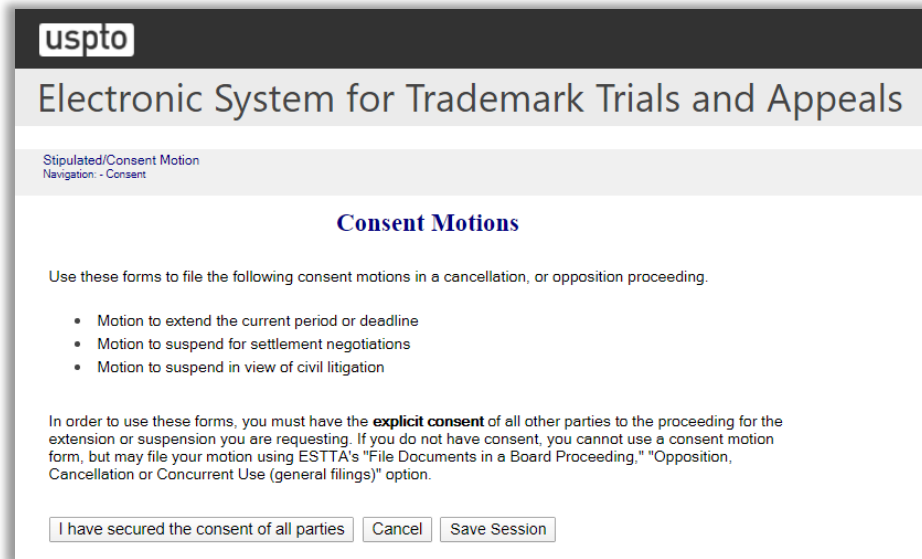 uspto
Electronic System for Trademark Trials and Appeals
Stipulated/Consent Motion
Navigation: - Consent
Consent Motions
Use these forms to file the following consent motions in a cancellation, or opposition proceeding.
• Motion to extend the current period or deadline
• Motion to suspend for settlement negotiations
• Motion to suspend in view of civil litigation
In order to use these forms, you must have the explicit consent of all other parties to the proceeding for the
extension or suspension you are requesting. If you do not have consent, you cannot use a consent motion
form, but may file your motion using ESTTA's "File Documents in a Board Proceeding," "Opposition,
Cancellation or Concurrent Use (general filings)" option.
I have secured the consent of all parties Cancel Save Session